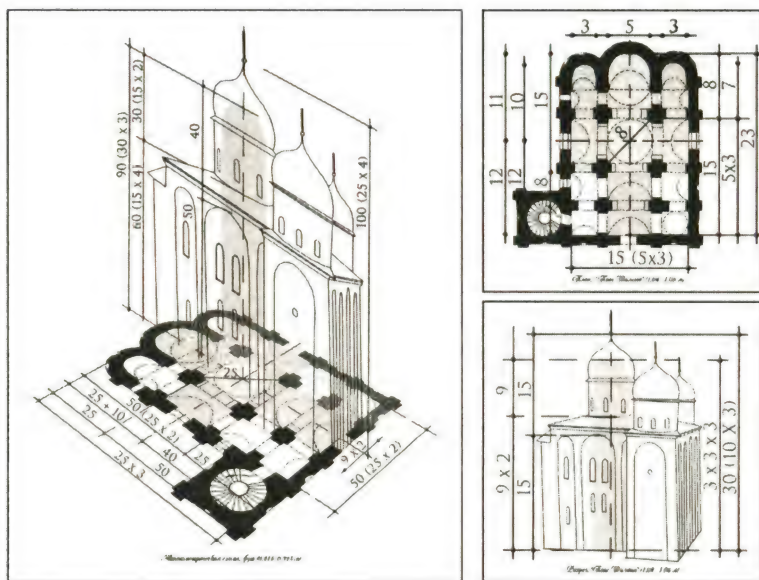 90 (30 x 3)
30 (15 x 2)
60 (15 x 4)
40
50
100 (25 x 4)
25
25 + 10
25
50 (25 x 2)
40
25
50
25 x 3
9 x 2
50 (25 x 2)
3 5 3
11
10
15
8
7
8
23
12
12
8
15
5x3
15 (5x3)
9
15
9 x 2
15
3 x 3 x 3
30 (10 X 3)